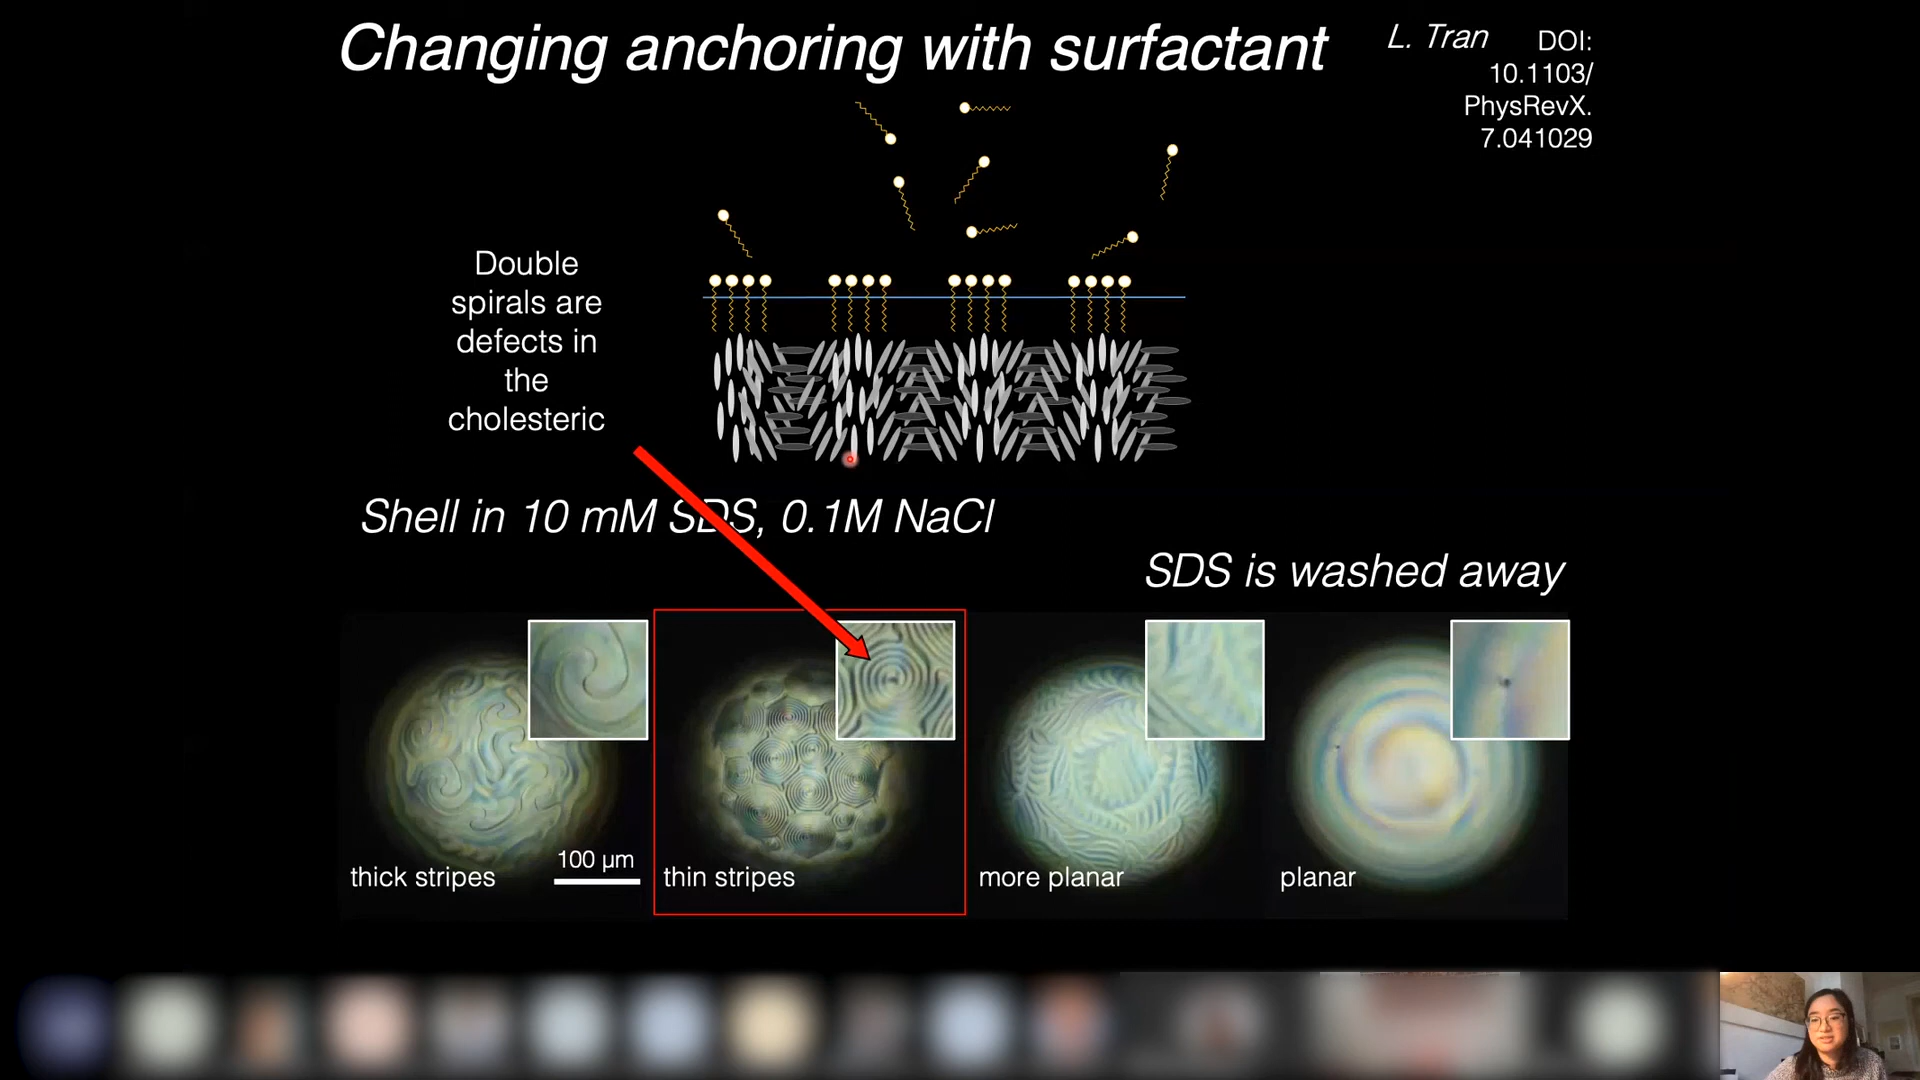 Changing anchoring with surfactant
L. Tran
DOI:
10.1103/
PhysRevX.
7.041029
Double
spirals are
defects in
the
cholesteric
Shell in 10 mM SDS, 0.1M NaCl
SDS is washed away
thick stripes
100 µm
thin stripes
more planar
planar